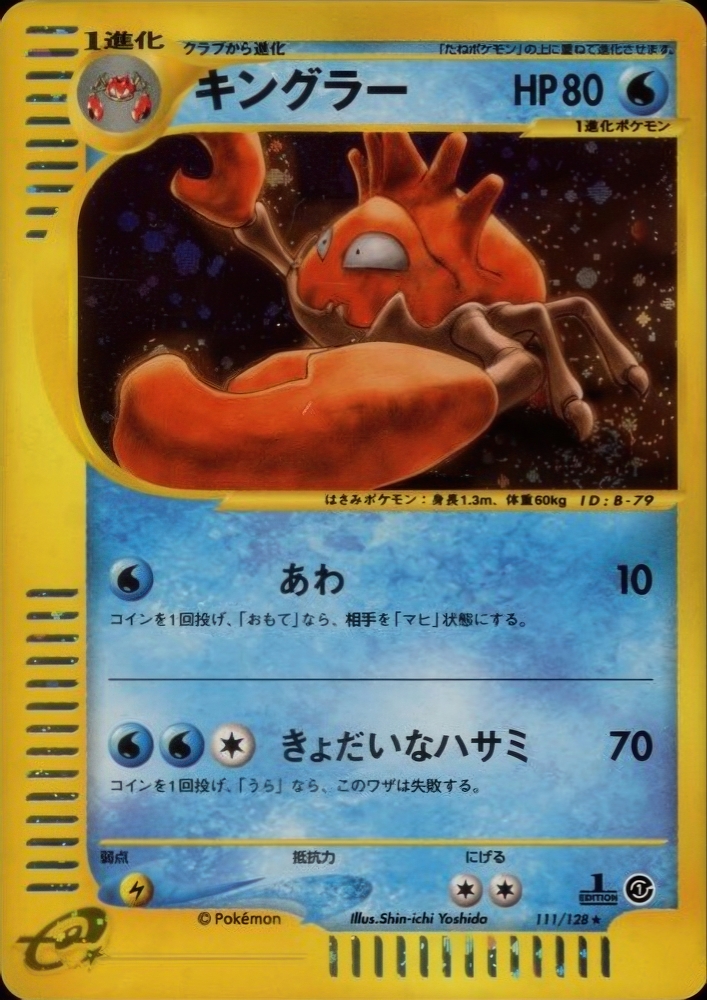 1進化
クラブから進化
「たねポケモン」の上に重ねて進化させます。
キングラー HP80
1進化ポケモン
はさみポケモン：身長1.3m、体重60kg ID:B-79
あわ 10
コインを1回投げ、「おもて」なら、相手を「マヒ」状態にする。
きょだいなハサミ 70
コインを1回投げ、「うら」なら、このワザは失敗する。
弱点 抵抗力 にげる
1 EDITION
© Pokémon Illus.Shin-ichi Yoshida 111/128★